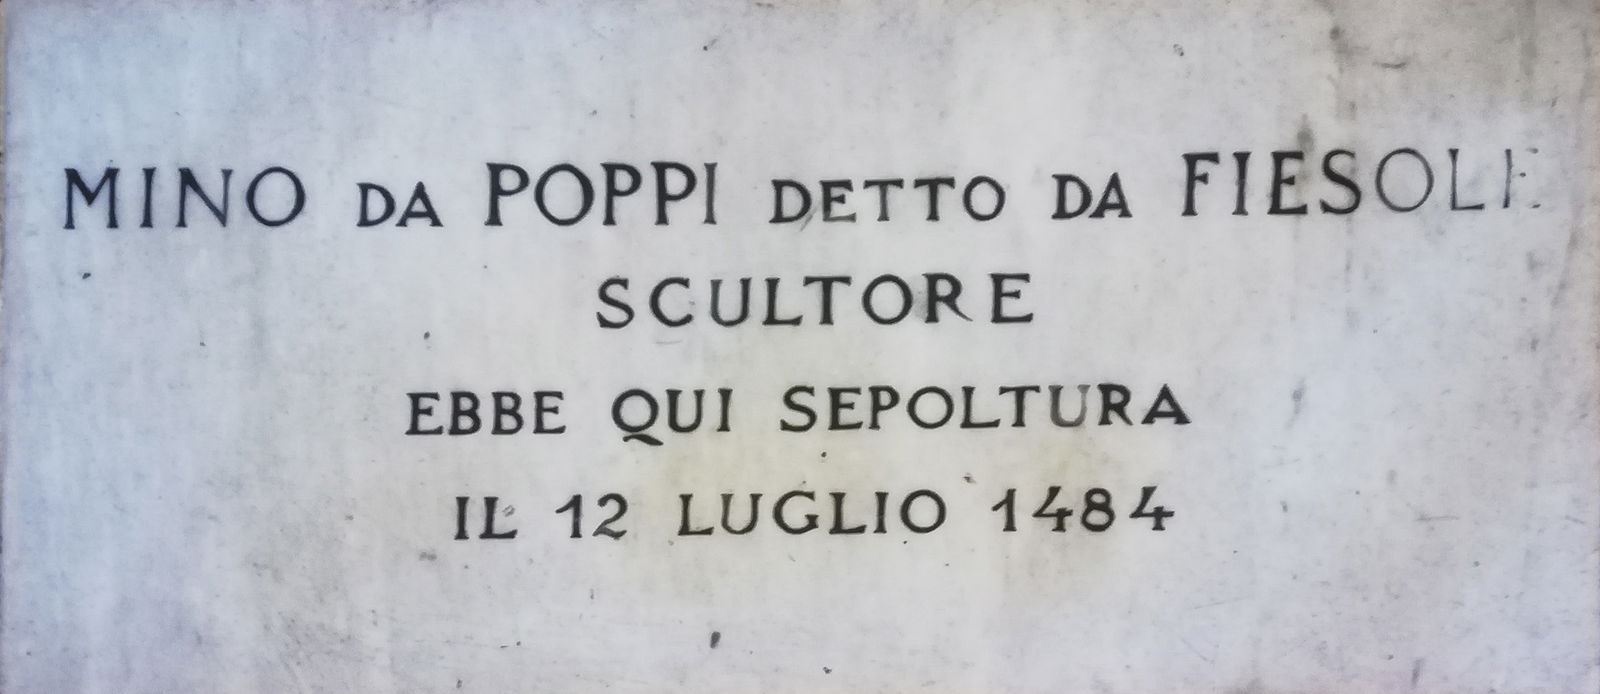 MINO DA POPPI DETTO DA FIESOLE
SCULTORE
EBBE QUI SEPOLTURA
IL 12 LUGLIO 1484